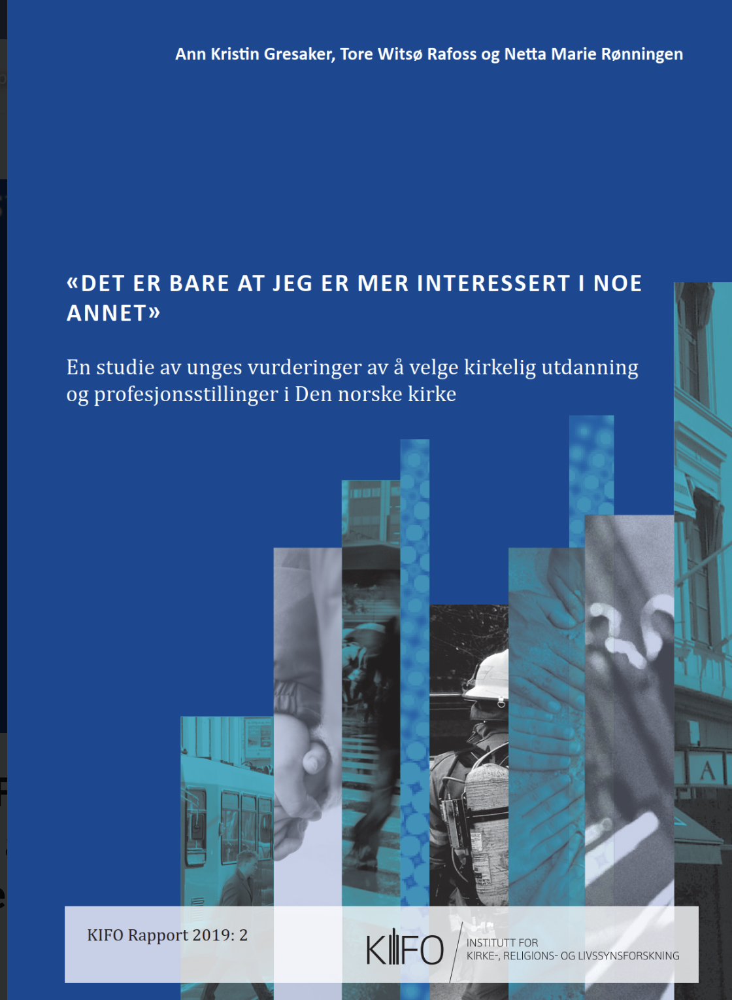 Ann Kristin Gresaker, Tore Witsø Rafoss og Netta Marie Rønningen
«DET ER BARE AT JEG ER MER INTERESSERT I NOE
ANNET»
En studie av unges vurderinger av å velge kirkelig utdanning
og profesjonsstillinger i Den norske kirke
A
KIFO Rapport 2019: 2
KIFO
INSTITUTT FOR
KIRKE-, RELIGIONS- OG LIVSSYNSFORSKNING